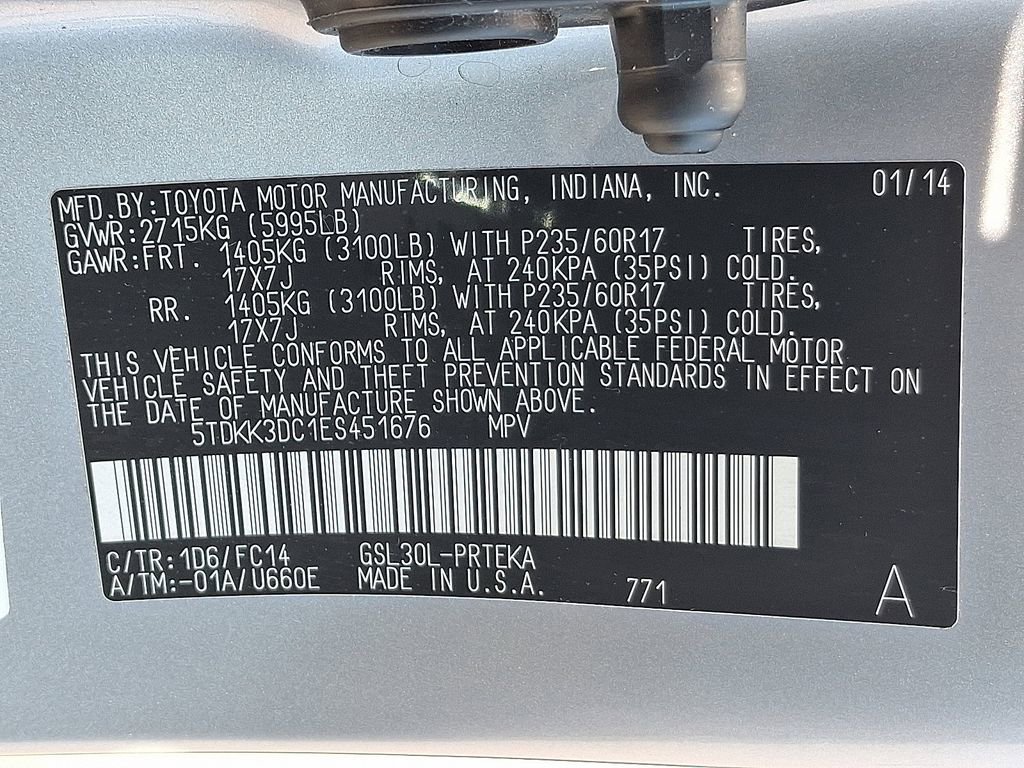 MFD.BY:TOYOTA MOTOR MANUFACTURING, INDIANA, INC. 01/14
GVWR:2715KG (5995LB)
GAWR:FRT. 1405KG (3100LB) WITH P235/60R17 TIRES,
17X7J RIMS, AT 240KPA (35PSI) COLD.
RR. 1405KG (3100LB) WITH P235/60R17 TIRES,
17X7J RIMS, AT 240KPA (35PSI) COLD.
THIS VEHICLE CONFORMS TO ALL APPLICABLE FEDERAL MOTOR
VEHICLE SAFETY AND THEFT PREVENTION STANDARDS IN EFFECT ON
THE DATE OF MANUFACTURE SHOWN ABOVE.
5TDKK3DC1ES451676 MPV
C/TR:1D6/FC14 GSL30L-PRTEKA
A/TM:-01A/U660E MADE IN U.S.A. 771 A